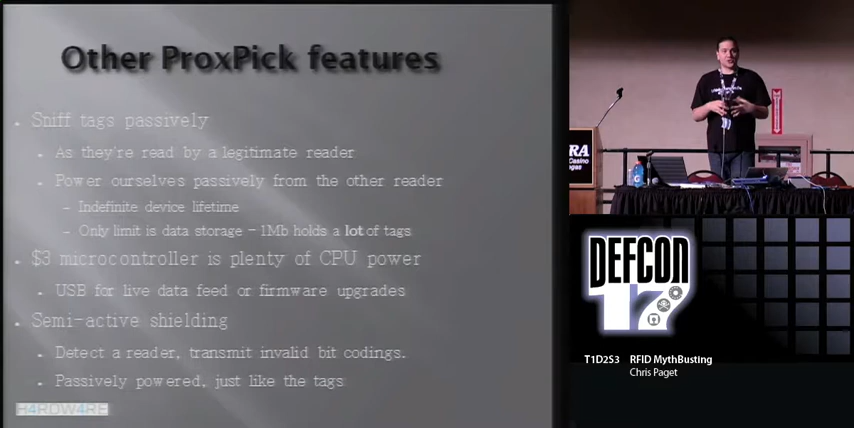 Other ProxPick features
• Sniff tags passively
• As they're read by a legitimate reader
• Power ourselves passively from the other reader
– Indefinite device lifetime
– Only limit is data storage – 1Mb holds a lot of tags
• $3 microcontroller is plenty of CPU power
• USB for live data feed or firmware upgrades
• Semi-active shielding
• Detect a reader, transmit invalid bit codings.
• Passively powered, just like the tags
H4RDW4RE
RA
Casino
egas
DEFCON
17
T1D2S3 RFID MythBusting
Chris Paget